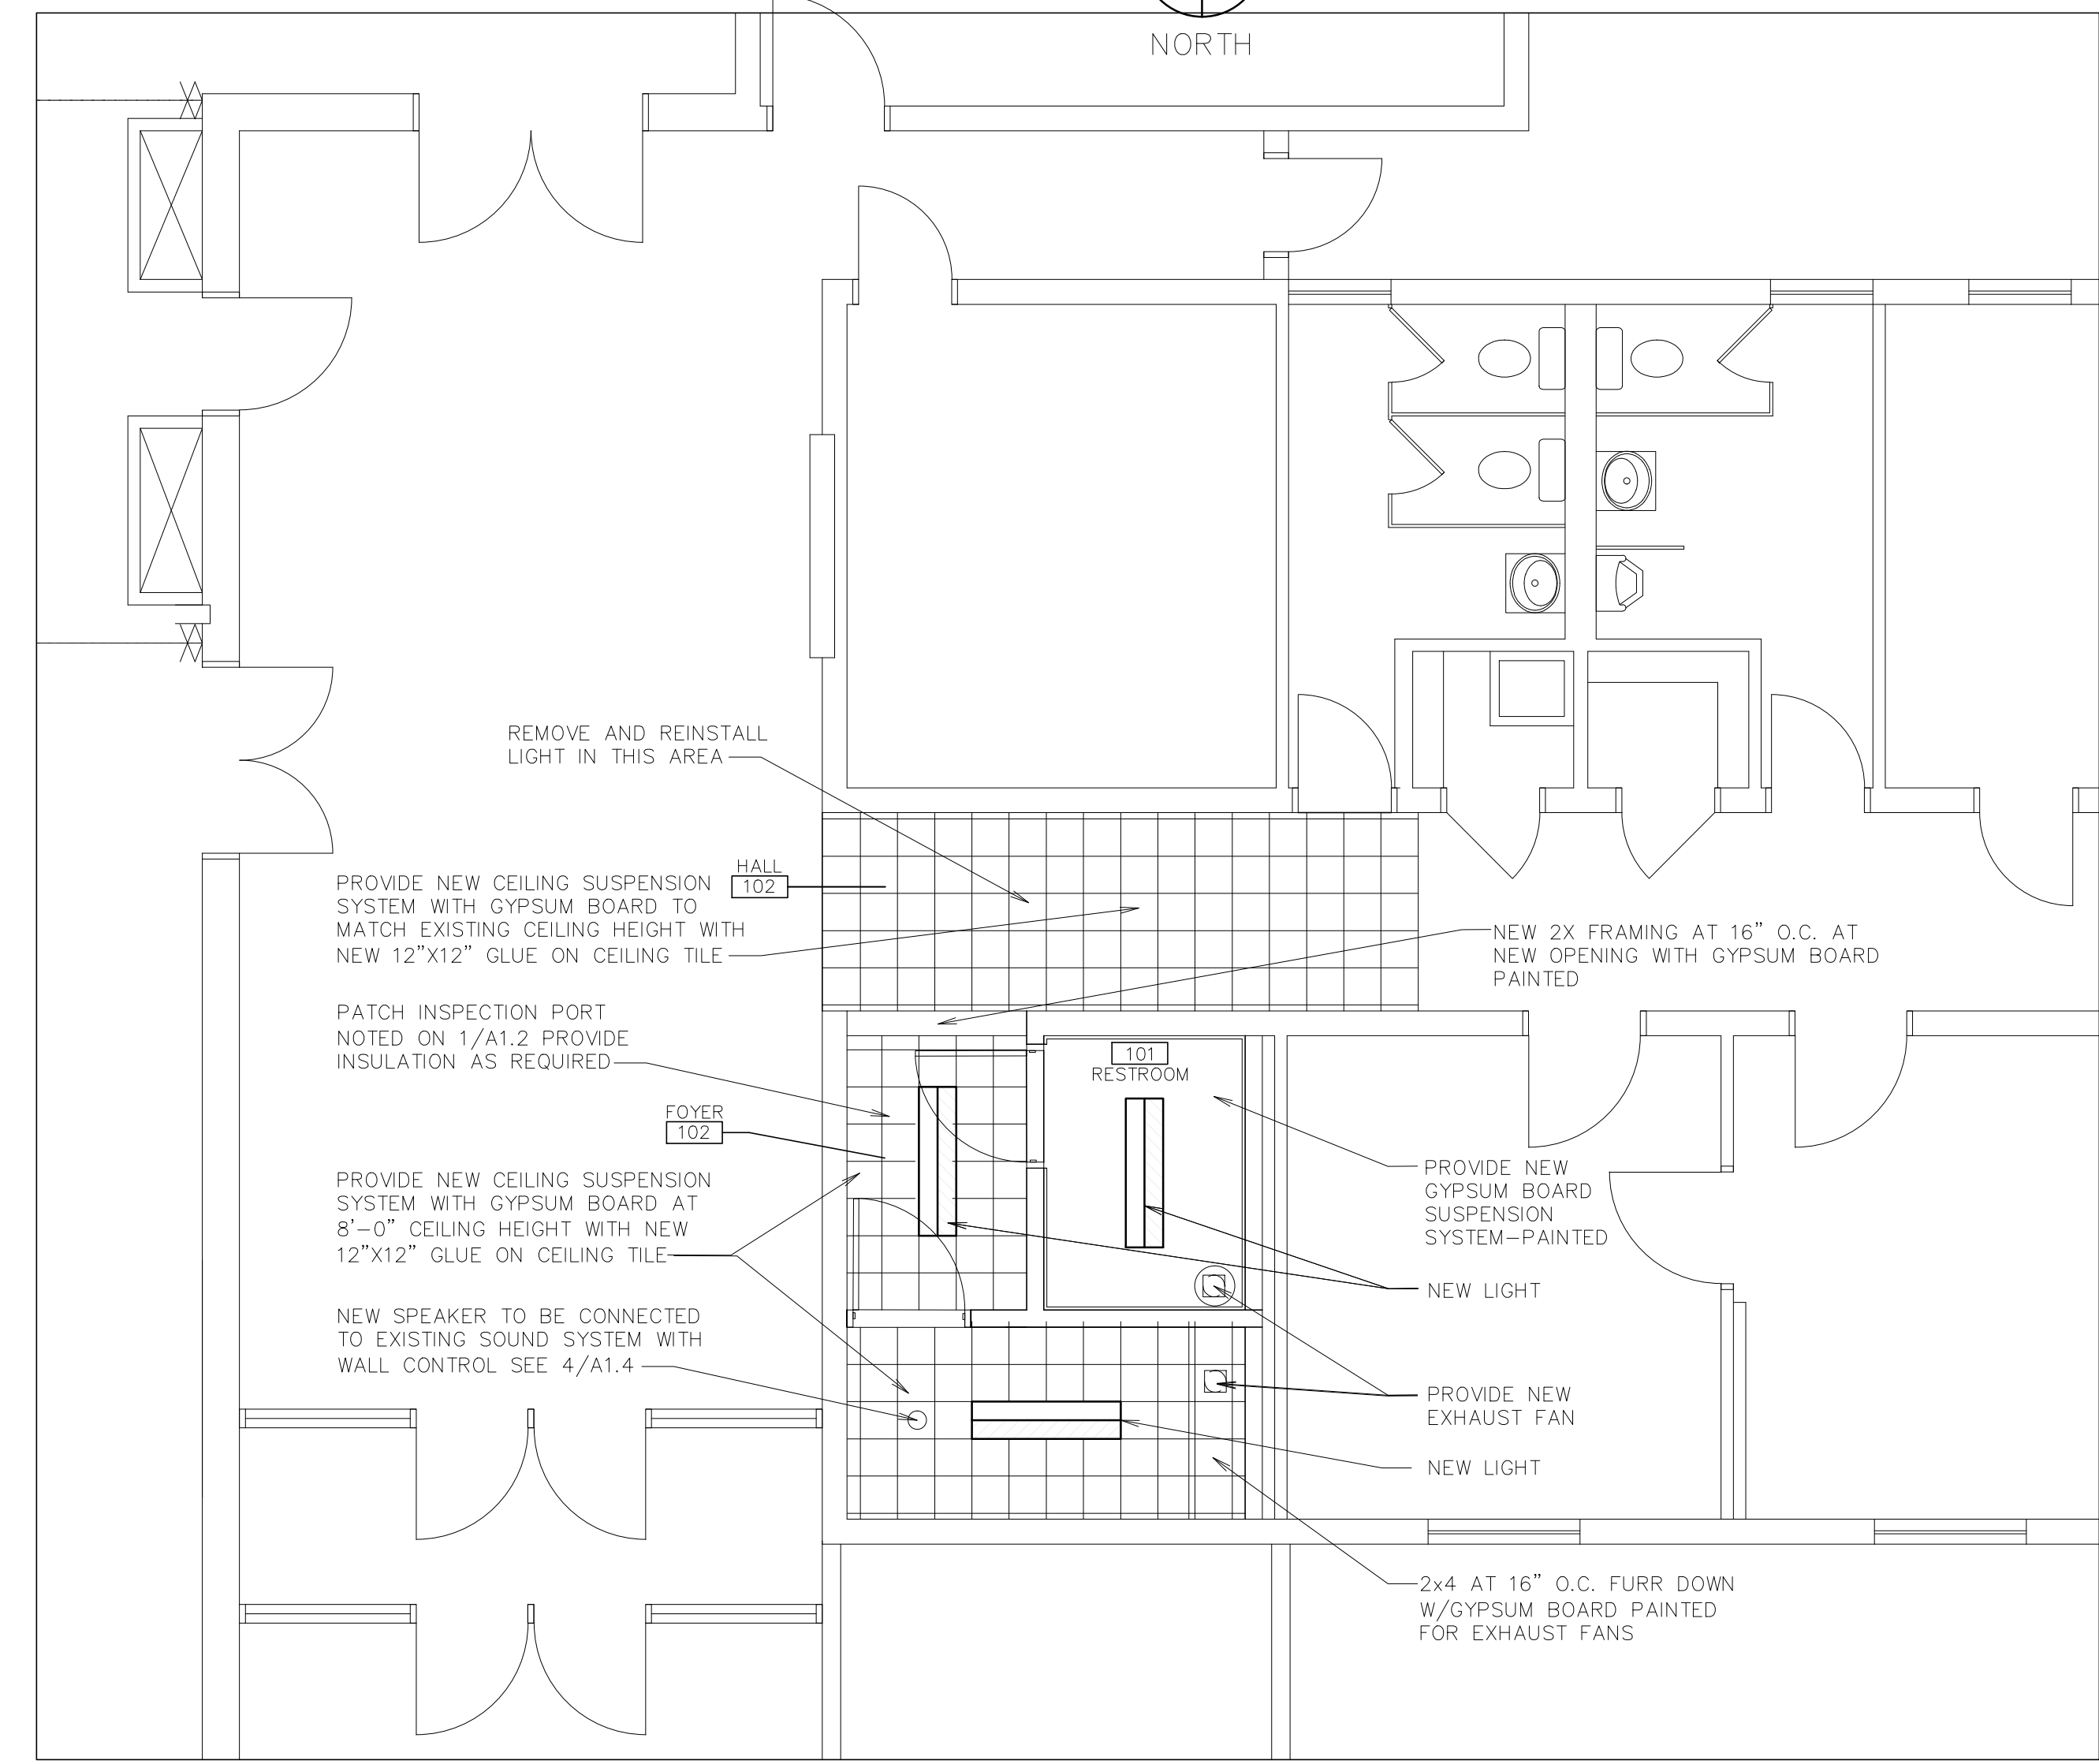 NORTH
REMOVE AND REINSTALL
LIGHT IN THIS AREA
HALL
102
PROVIDE NEW CEILING SUSPENSION
SYSTEM WITH GYPSUM BOARD TO
MATCH EXISTING CEILING HEIGHT WITH
NEW 12"X12" GLUE ON CEILING TILE
NEW 2X FRAMING AT 16" O.C. AT
NEW OPENING WITH GYPSUM BOARD
PAINTED
PATCH INSPECTION PORT
NOTED ON 1/A1.2 PROVIDE
INSULATION AS REQUIRED
101
RESTROOM
FOYER
102
PROVIDE NEW CEILING SUSPENSION
SYSTEM WITH GYPSUM BOARD AT
8'-0" CEILING HEIGHT WITH NEW
12"X12" GLUE ON CEILING TILE
PROVIDE NEW
GYPSUM BOARD
SUSPENSION
SYSTEM-PAINTED
NEW LIGHT
NEW SPEAKER TO BE CONNECTED
TO EXISTING SOUND SYSTEM WITH
WALL CONTROL SEE 4/A1.4
PROVIDE NEW
EXHAUST FAN
NEW LIGHT
2x4 AT 16" O.C. FURR DOWN
W/GYPSUM BOARD PAINTED
FOR EXHAUST FANS